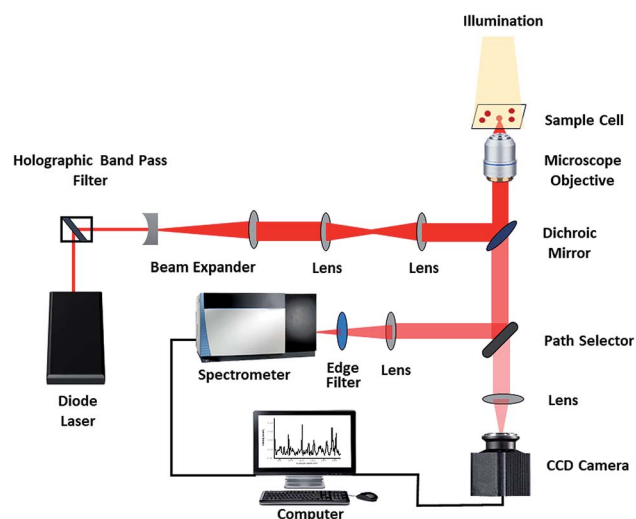 Illumination
Sample Cell
Holographic Band Pass
Filter
Microscope
Objective
Beam Expander
Lens
Lens
Dichroic
Mirror
Spectrometer
Edge
Filter
Lens
Path Selector
Diode
Laser
Lens
CCD Camera
Computer